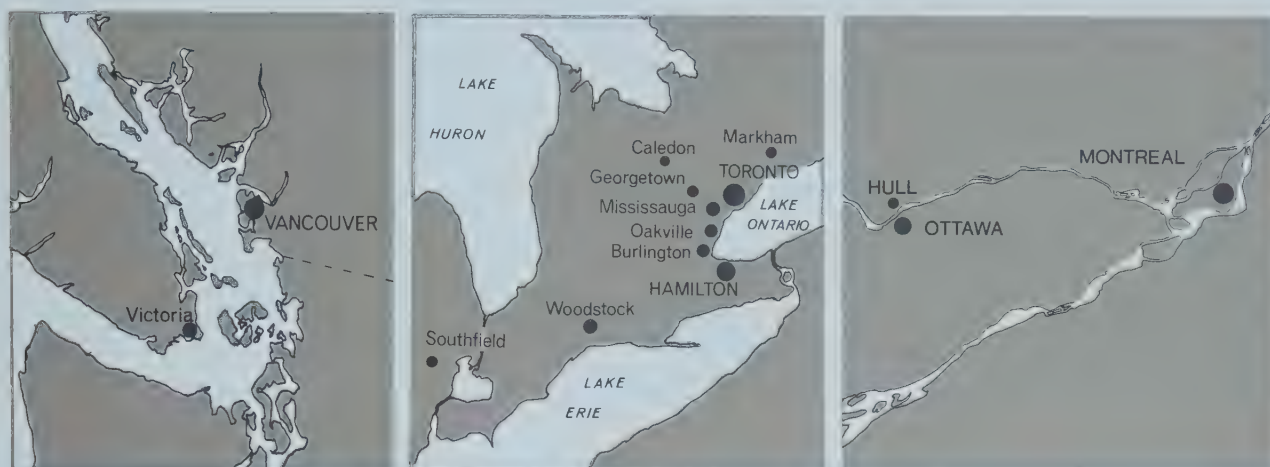 VANCOUVER
Victoria
LAKE
HURON
Markham
Caledon
TORONTO
Georgetown
LAKE
Mississauga
ONTARIO
Oakville
Burlington
HAMILTON
Woodstock
Southfield
LAKE
ERIE
MONTREAL
HULL
OTTAWA